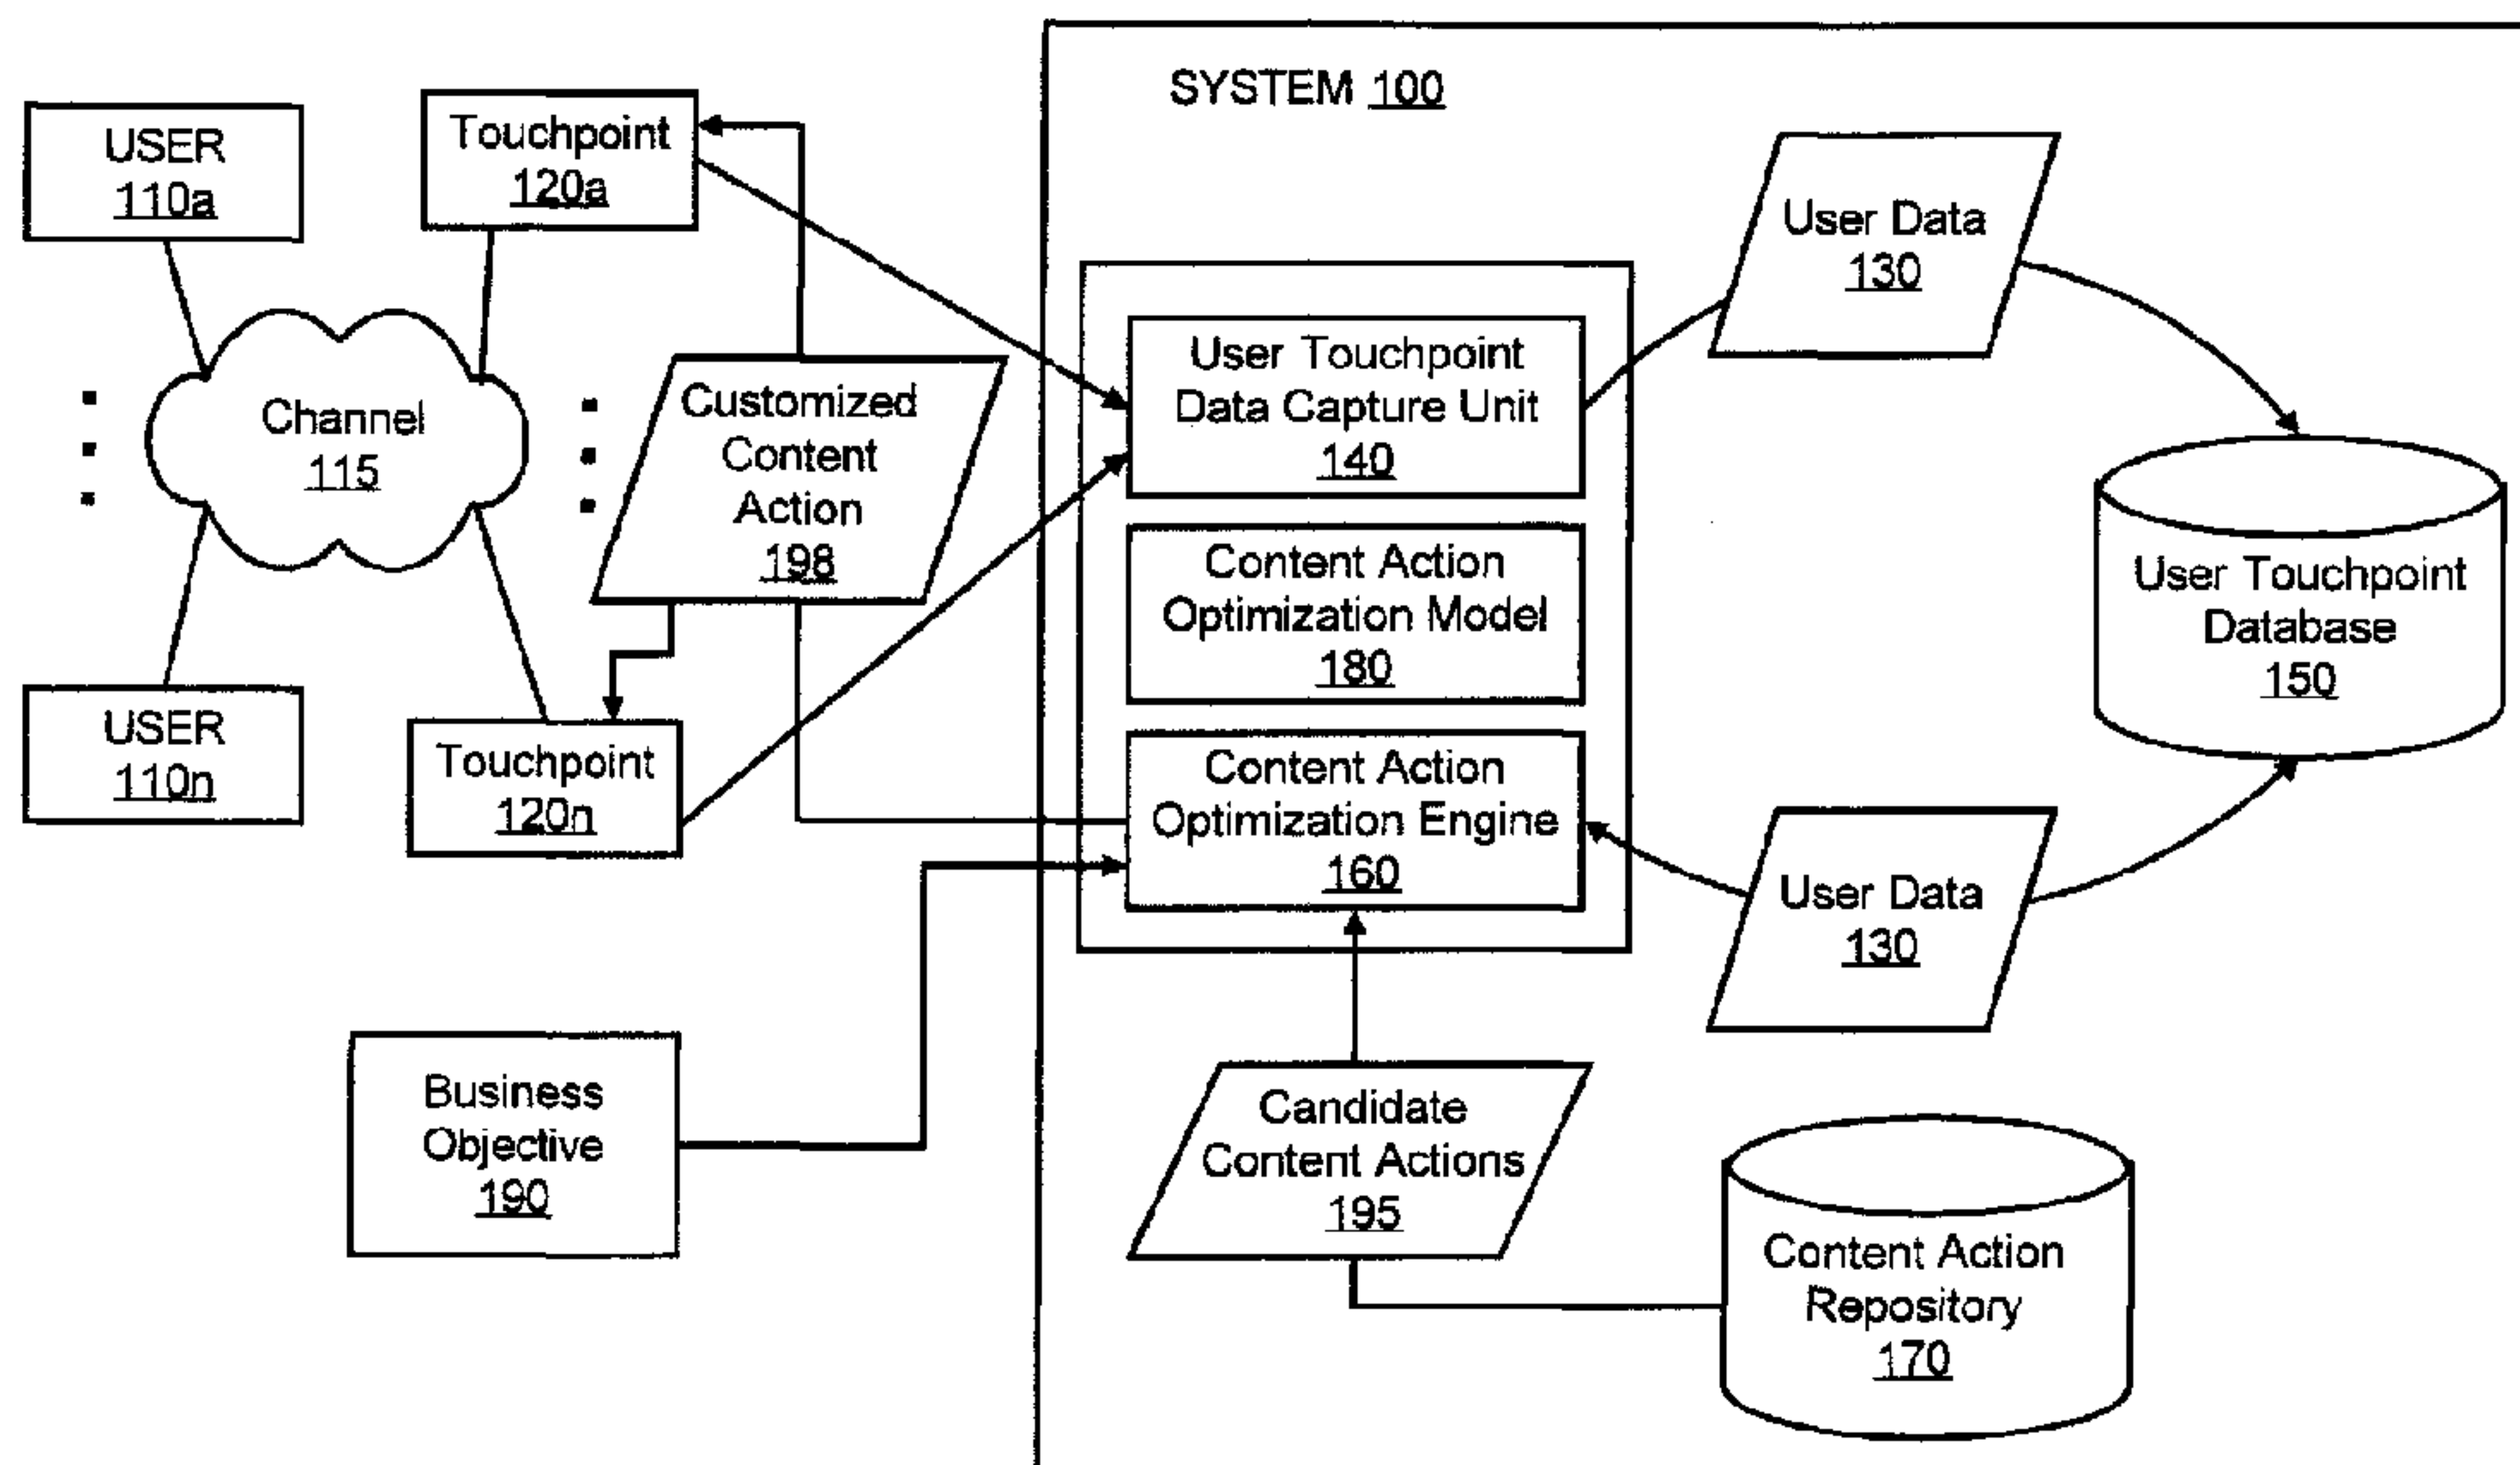 SYSTEM 100
USER
110a
Touchpoint
120a
User Data
130
Channel
115
Customized
Content
Action
198
User Touchpoint
Data Capture Unit
140
Content Action
Optimization Model
180
User Touchpoint
Database
150
USER
110n
Touchpoint
120n
Content Action
Optimization Engine
160
User Data
130
Business
Objective
190
Candidate
Content Actions
195
Content Action
Repository
170